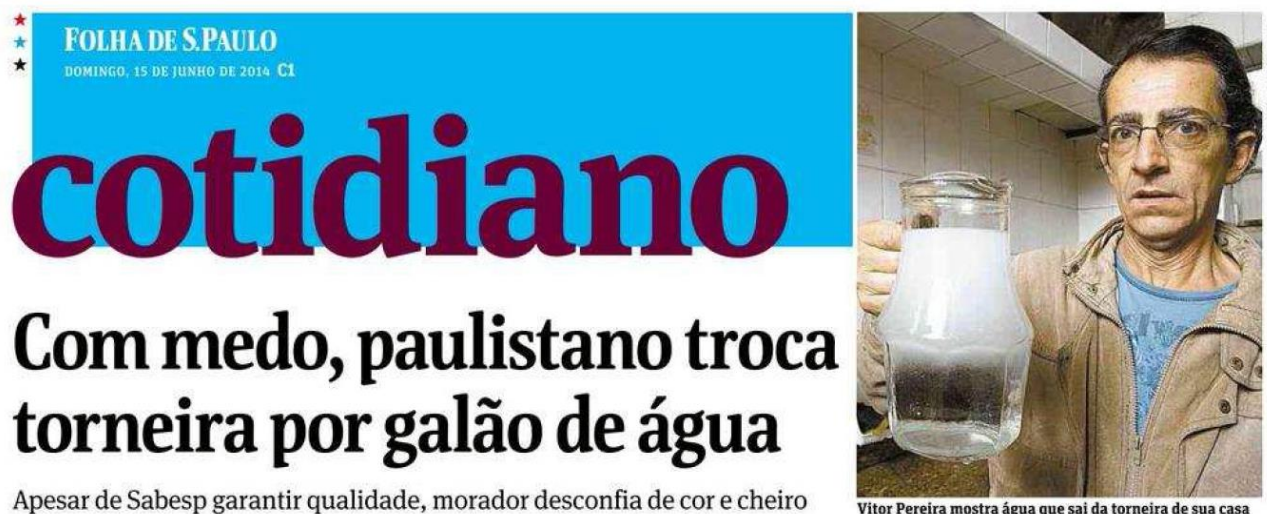 FOLHA DE S.PAULO
DOMINGO, 15 DE JUNHO DE 2014 C1
cotidiano
Com medo, paulistano troca
torneira por galão de água
Apesar de Sabesp garantir qualidade, morador desconfia de cor e cheiro
Vitor Pereira mostra água que sai da torneira de sua casa